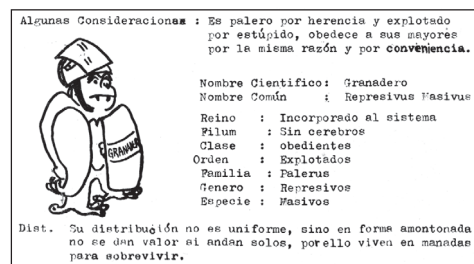 Algunas Consideraciones : Es palero por herencia y explotado
por estúpido, obedece a sus mayores
por la misma razón y por conveniencia.
Nombre Cientifico: Granadero
Nombre Común : Represivus Masivus
Reino : Incorporado al sistema
Filum : Sin cerebros
Clase : obedientes
Orden : Explotados
Familia : Palerus
Genero : Represivos
Especie : Masivos
GRANADE
Dist. Su distribución no es uniforme, sino en forma amontonada
no se dan valor si andan solos, por ello viven en manadas
para sobrevivir.